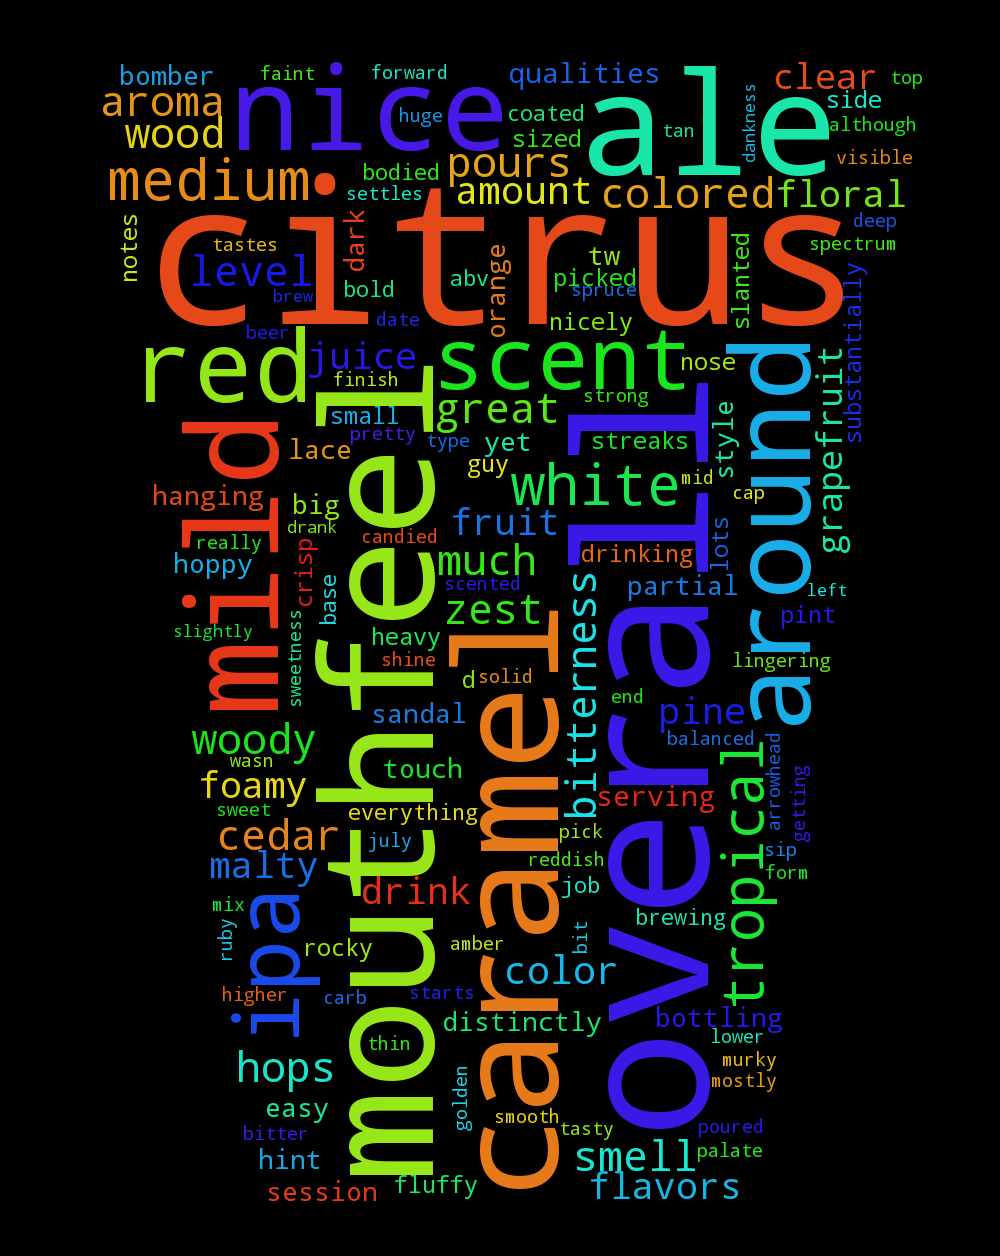 bomber
faint
forward
qualities
clear
top
aroma
nice
huge
coated
ale
side
wood
sized
tan
dankness
although
medium
bodied
pours
visible
settles
amount
colored
floral
citrus
notes
tastes
dark
deep
level
abv
orange
tw
picked
slanted
spectrum
brew
bold
spruce
substantially
date
nicely
beer
red
juice
scent
nose
around
grapefruit
finish
small
great
strong
style
pretty
type
yet
streaks
lace
guy
mid
cap
hanging
big
white
mild
mouthfeel
overall
drank
fruit
lots
really
candied
hoppy
crisp
much
drinking
scented
base
partial
left
slightly
sweetness
zest
bitterness
pint
heavy
shine
caramel
d
solid
lingering
end
sandal
pine
woody
balanced
wasn
touch
tropical
arrowhead
foamy
serving
getting
sweet
everything
cedar
july
pick
malty
reddish
sip
form
drink
job
mix
ipa
ruby
rocky
amber
bit
brewing
color
higher
carb
starts
distinctly
bottling
thin
lower
hops
murky
mostly
golden
easy
smooth
bitter
tasty
poured
hint
smell
palate
session
fluffy
flavors